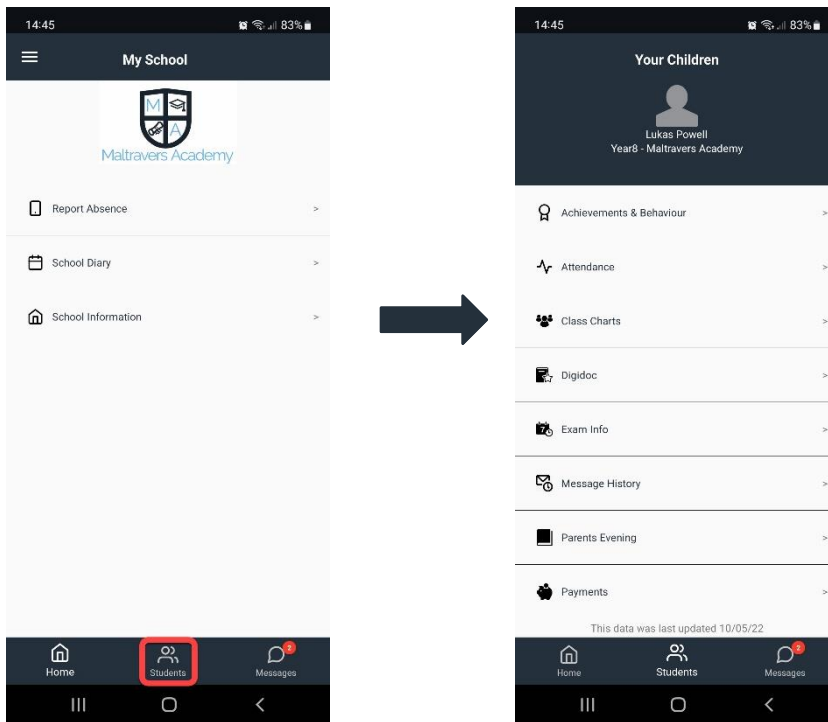 14:45
83%
My School
M
A
Maltravers Academy
Report Absence
>
School Diary
>
School Information
>
Home
Students
2
Messages
14:45
83%
Your Children
Lukas Powell
Year8 - Maltravers Academy
Achievements & Behaviour
>
Attendance
>
Class Charts
>
Digidoc
>
7
Exam Info
>
Message History
>
Parents Evening
>
Payments
>
This data was last updated 10/05/22
Home
Students
2
Messages